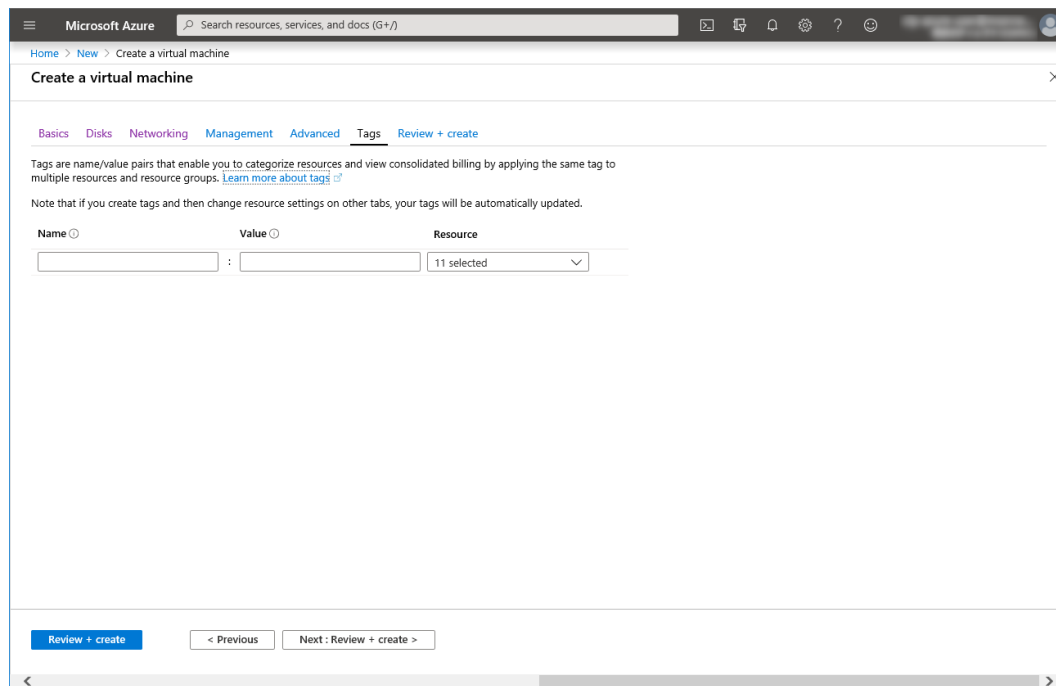 Microsoft Azure
Search resources, services, and docs (G+/)
Home > New > Create a virtual machine
Create a virtual machine
Basics Disks Networking Management Advanced Tags Review + create
Tags are name/value pairs that enable you to categorize resources and view consolidated billing by applying the same tag to
multiple resources and resource groups. Learn more about tags
Note that if you create tags and then change resource settings on other tabs, your tags will be automatically updated.
Name Value Resource
: 11 selected
Review + create < Previous Next : Review + create >